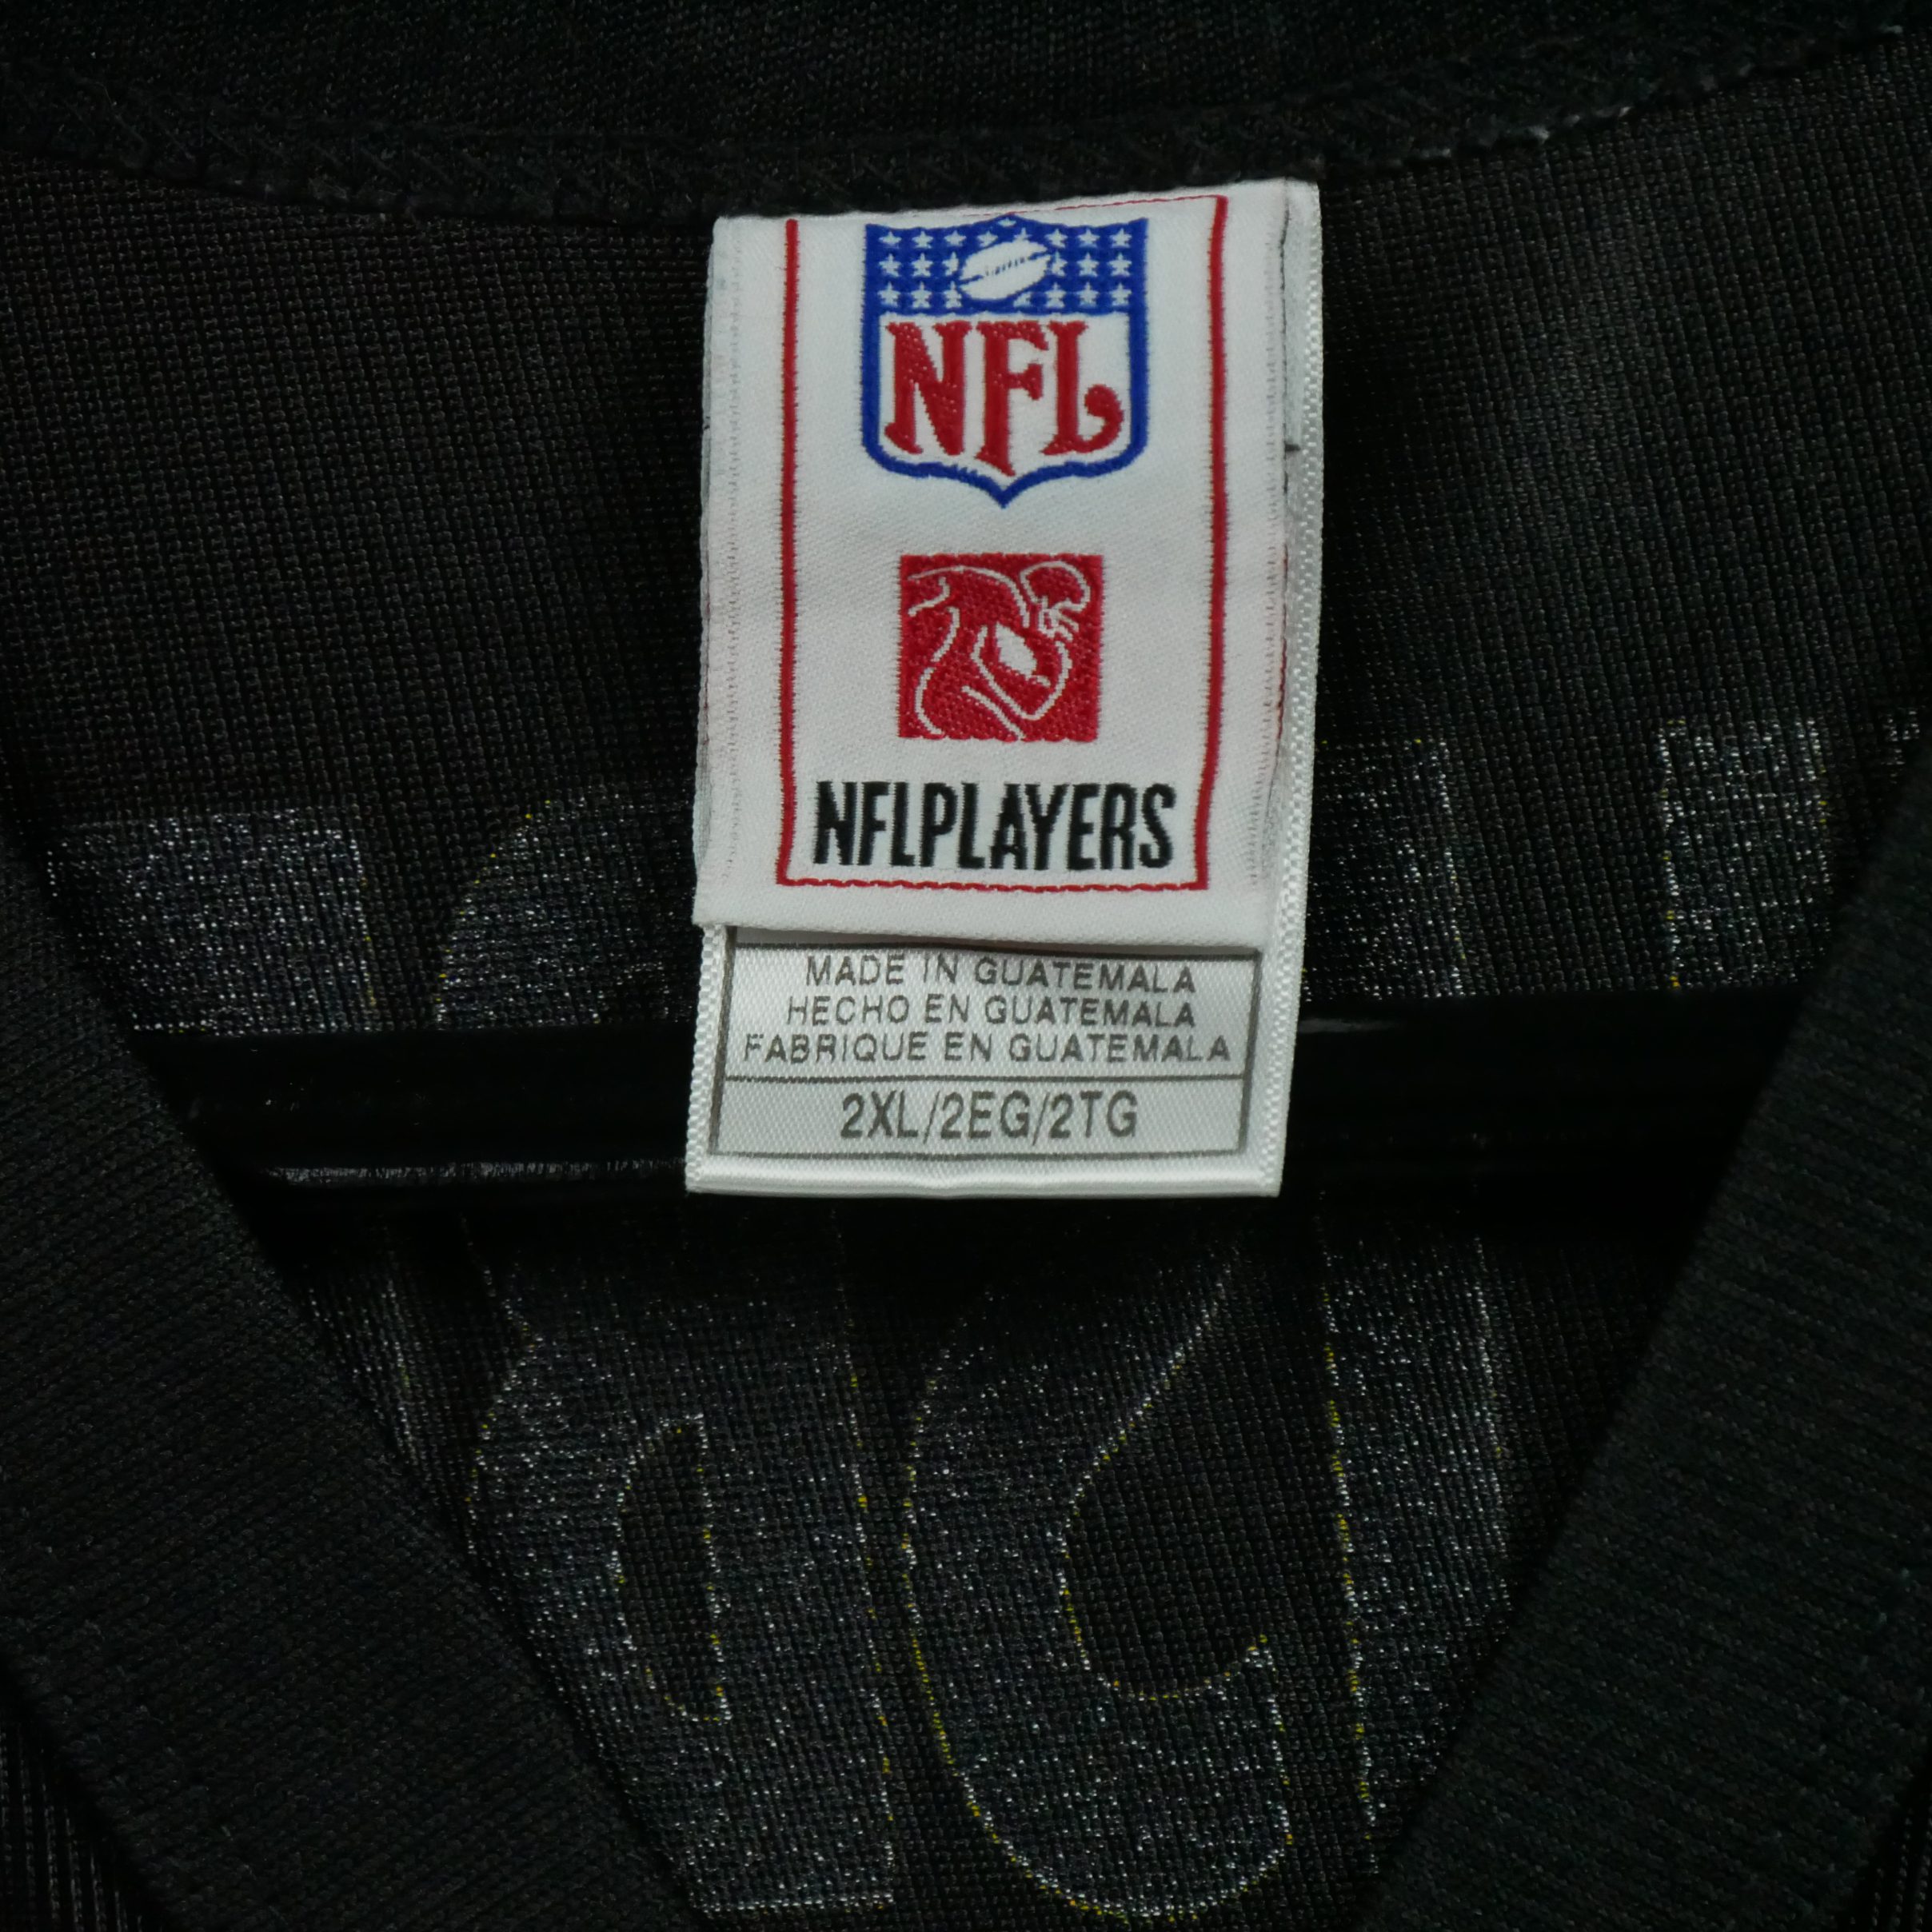 NFL
NFLPLAYERS
MADE IN GUATEMALA
HECHO EN GUATEMALA
FABRIQUE EN GUATEMALA
2XL/2EG/2TG